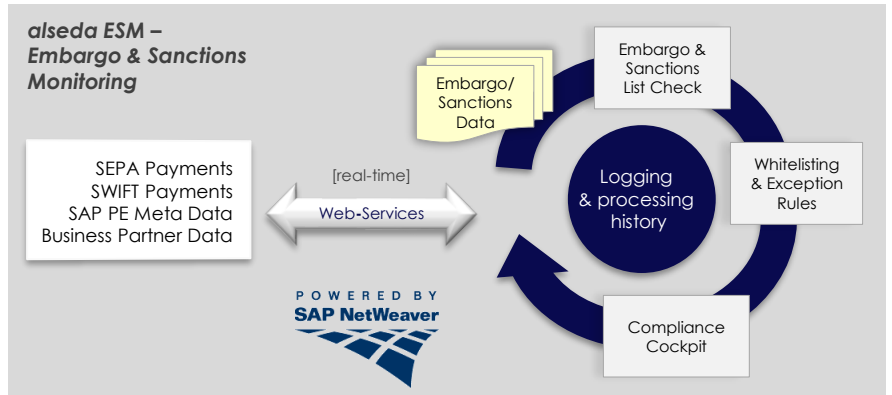 alseda ESM –
Embargo & Sanctions
Monitoring
SEPA Payments
SWIFT Payments
SAP PE Meta Data
Business Partner Data
[real-time]
Web-Services
POWERED BY
SAP NetWeaver
Embargo/
Sanctions
Data
Embargo &
Sanctions
List Check
Whitelisting
& Exception
Rules
Compliance
Cockpit
Logging
& processing
history